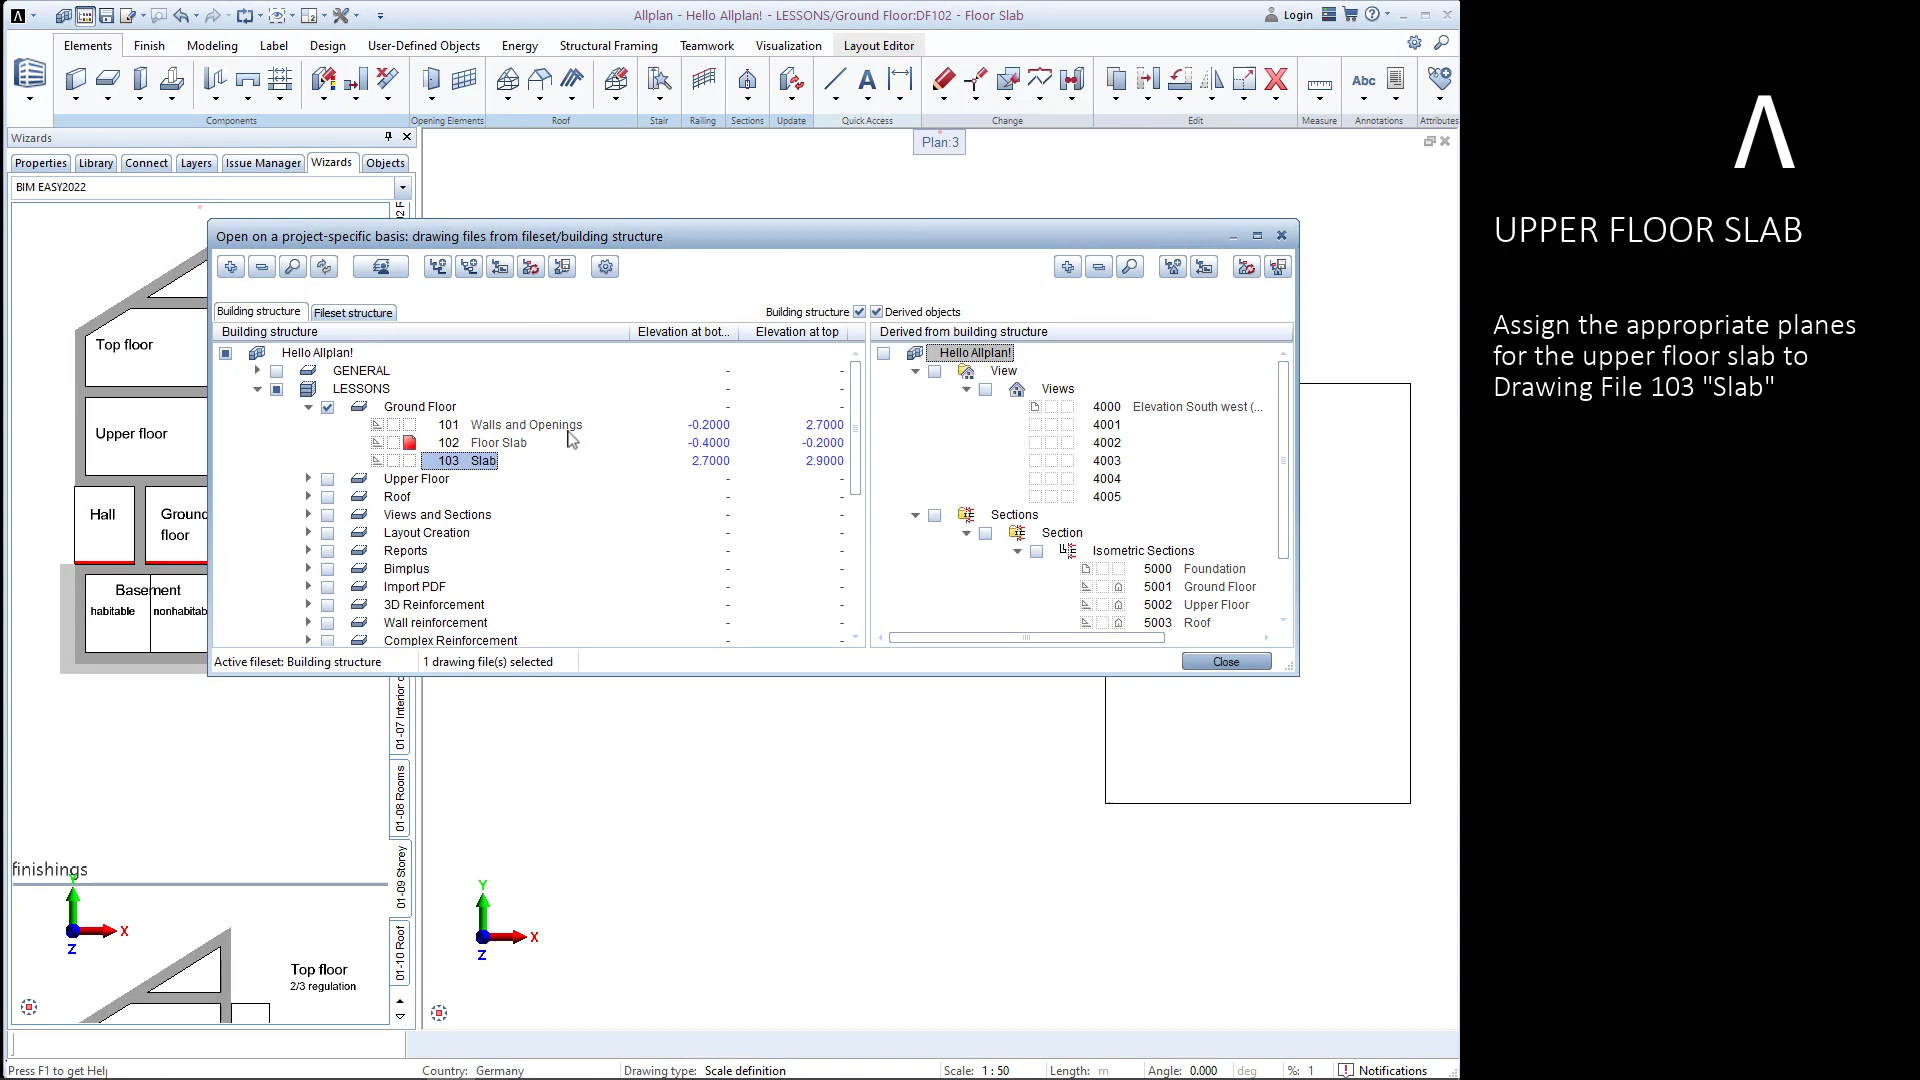 Allplan - Hello Allplan! - LESSONS/Ground Floor:DF102 - Floor Slab
Login
Elements Finish Modeling Label Design User-Defined Objects Energy Structural Framing Teamwork Visualization Layout Editor
Abc
Components Opening Elements Roof Stair Railing Sections Update Quick Access Change Edit Measure Annotations Attributes
Wizards
Plan:3
Properties Library Connect Layers Issue Manager Wizards Objects
BIM EASY2022
Open on a project-specific basis: drawing files from fileset/building structure
Building structure Fileset structure Building structure Derived objects
Building structure Elevation at bot... Elevation at top Derived from building structure
Hello Allplan! Hello Allplan!
GENERAL - - View
LESSONS - - Views
Ground Floor - - 4000 Elevation South west (...
101 Walls and Openings -0.2000 2.7000 4001
102 Floor Slab -0.4000 -0.2000 4002
103 Slab 2.7000 2.9000 4003
Upper Floor - - 4004
Roof - - 4005
Views and Sections - - Sections
Layout Creation - - Section
Reports - - Isometric Sections
Bimplus - - 5000 Foundation
Import PDF - - 5001 Ground Floor
3D Reinforcement - - 5002 Upper Floor
Wall reinforcement - - 5003 Roof
Complex Reinforcement - -
Active fileset: Building structure 1 drawing file(s) selected Close
Top floor
Upper floor
Hall Ground
floor
Basement
habitable nonhabitab
01-07 Interior
01-08 Rooms
01-09 Storey
01-10 Roof
finishings
Y
X
Z
Top floor
2/3 regulation
Y
X
Z
Press F1 to get Hel
Country: Germany Drawing type: Scale definition Scale: 1 : 50 Length: m Angle: 0.000 deg %: 1 Notifications
UPPER FLOOR SLAB
Assign the appropriate planes
for the upper floor slab to
Drawing File 103 "Slab"